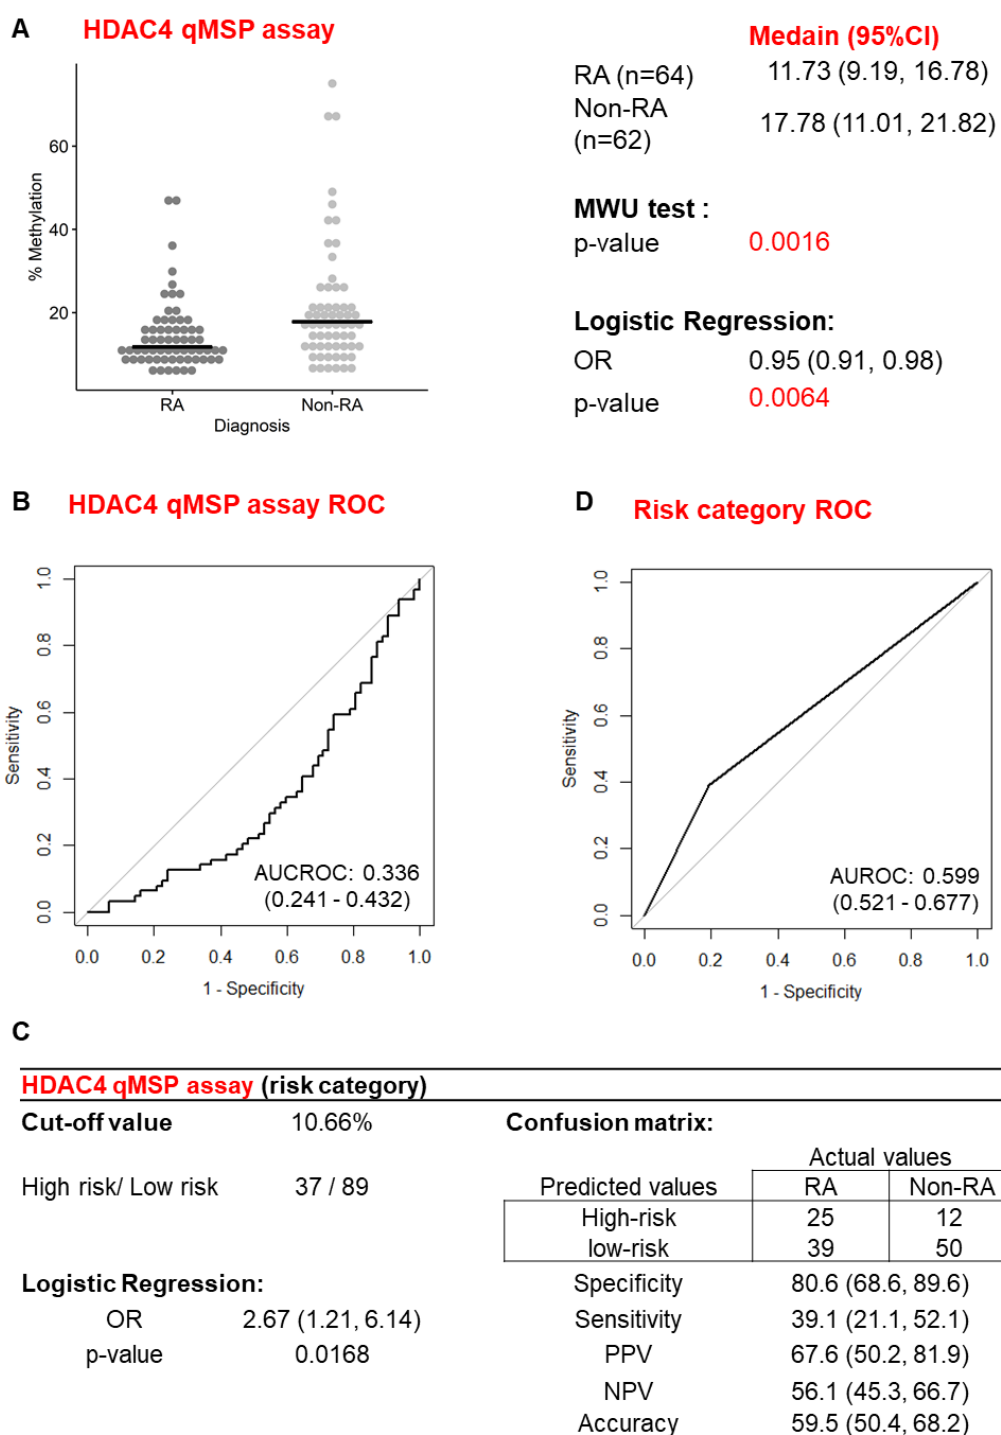 A
HDAC4 qMSP assay
% Methylation
60
40
20
RA
Non-RA
Diagnosis
Medain (95%CI)
RA (n=64) 11.73 (9.19, 16.78)
Non-RA
(n=62) 17.78 (11.01, 21.82)
MWU test :
p-value 0.0016
Logistic Regression:
OR 0.95 (0.91, 0.98)
p-value 0.0064
B
HDAC4 qMSP assay ROC
Sensitivity
1.0
0.8
0.6
0.4
0.2
0.0
AUCROC: 0.336
(0.241 - 0.432)
0.0 0.2 0.4 0.6 0.8 1.0
1 - Specificity
D
Risk category ROC
Sensitivity
1.0
0.8
0.6
0.4
0.2
0.0
AUROC: 0.599
(0.521 - 0.677)
0.0 0.2 0.4 0.6 0.8 1.0
1 - Specificity
C
HDAC4 qMSP assay (risk category)
Cut-off value 10.66%
High risk/ Low risk 37 / 89
Logistic Regression:
OR 2.67 (1.21, 6.14)
p-value 0.0168
Confusion matrix:
Actual values
Predicted values RA Non-RA
High-risk 25 12
low-risk 39 50
Specificity 80.6 (68.6, 89.6)
Sensitivity 39.1 (21.1, 52.1)
PPV 67.6 (50.2, 81.9)
NPV 56.1 (45.3, 66.7)
Accuracy 59.5 (50.4, 68.2)